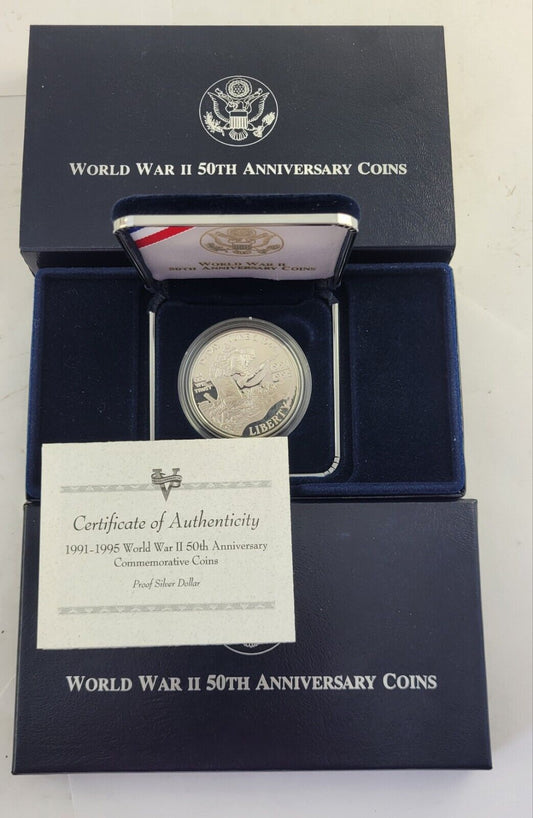 WORLD WAR II 50TH ANNIVERSARY COINS
WORLD WAR II
50TH ANNIVERSARY COINS
TRUST
LIBERTY
Certificate of Authenticity
1991-1995 World War II 50th Anniversary
Commemorative Coins
Proof Silver Dollar
WORLD WAR II 50TH ANNIVERSARY COINS